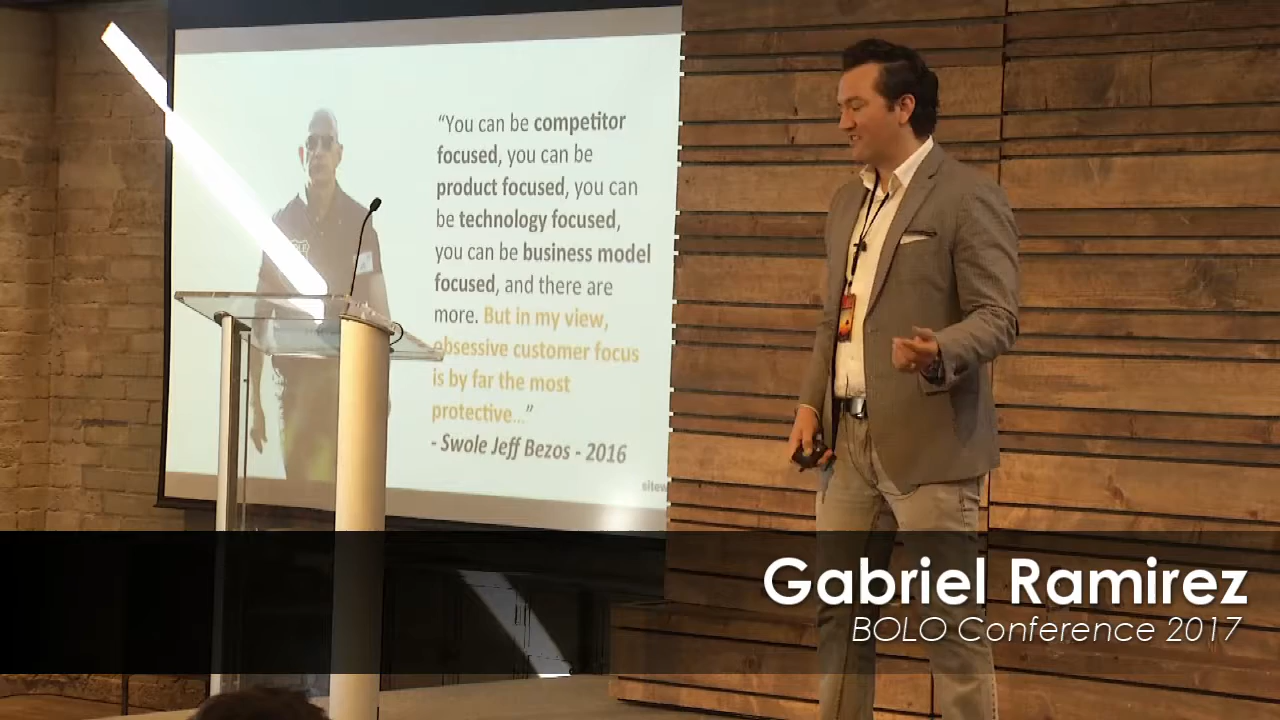 “You can be competitor
focused, you can be
product focused, you can
be technology focused,
you can be business model
focused, and there are
more. But in my view,
obsessive customer focus
is by far the most
protective...”
- Swole Jeff Bezos - 2016
Gabriel Ramirez
BOLO Conference 2017